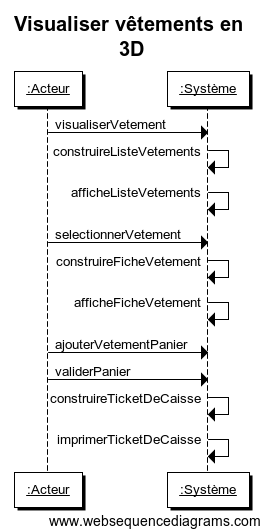 Visualiser vêtements en
3D
:Acteur
:Système
visualiserVetement
construireListeVetements
afficheListeVetements
selectionnerVetement
construireFicheVetement
afficheFicheVetement
ajouterVetementPanier
validerPanier
construireTicketDeCaisse
imprimerTicketDeCaisse
:Acteur
:Système
www.websequencediagrams.com